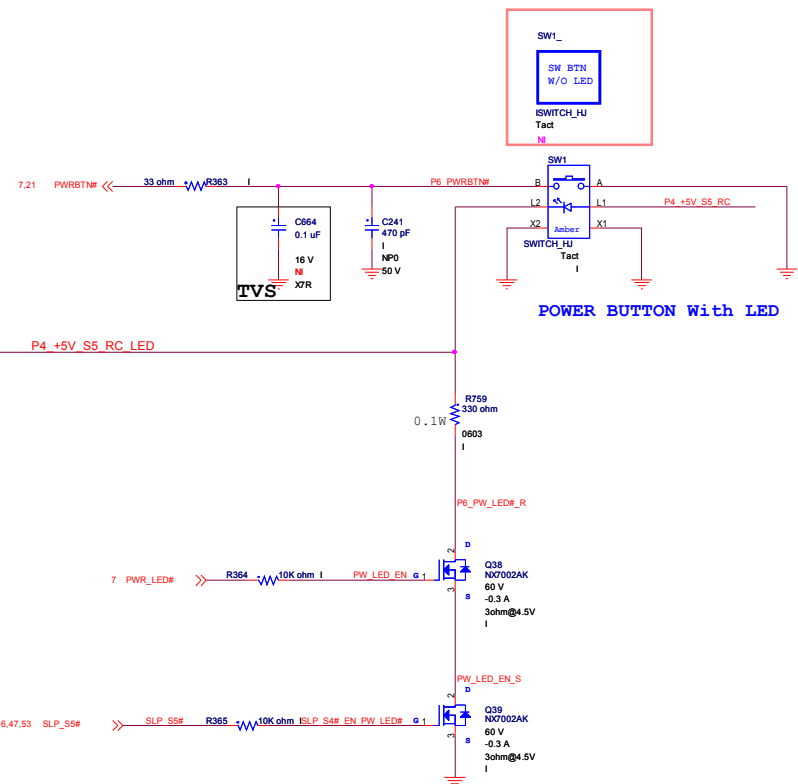 SW1_
SW BTN
W/O LED
ISWITCH_HJ
Tact
NI
SW1
7,21 PWRBTN# 33 ohm R363 I P6_PWRBTN# B A
L2 L1 P4_+5V_S5_RC
X2 Amber X1
SWITCH_HJ
Tact
I
C664
0.1 uF
16 V
NI
X7R
TVS
C241
470 pF
I
NP0
50 V
POWER BUTTON With LED
P4_+5V_S5_RC_LED
R759
330 ohm
0.1W
0603
I
P6_PW_LED#_R
D
2
7 PWR_LED# R364 10K ohm I PW_LED_EN G 1
Q38
NX7002AK
60 V
-0.3 A
3ohm@4.5V
I
3
S
PW_LED_EN_S
D
2
6,47.53 SLP_S5# SLP_S5# R365 10K ohm I SLP_S4#_EN_PW_LED# G 1
Q39
NX7002AK
60 V
-0.3 A
3ohm@4.5V
I
3
S